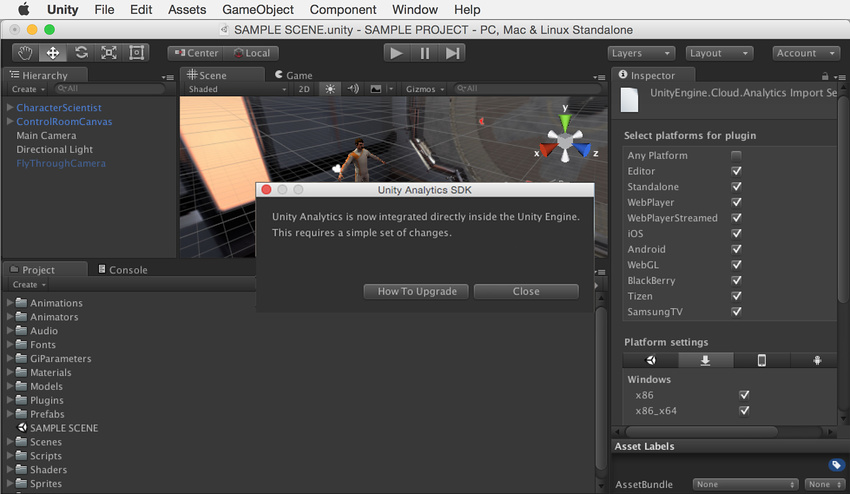 Unity File Edit Assets GameObject Component Window Help
SAMPLE SCENE.unity - SAMPLE PROJECT - PC, Mac & Linux Standalone
Center Local Layers Layout Account
Hierarchy
Create All
CharacterScientist
ControlRoomCanvas
Main Camera
Directional Light
FlyThroughCamera
Scene Game
Shaded 2D Gizmos All
y
x z
Unity Analytics SDK
Unity Analytics is now integrated directly inside the Unity Engine.
This requires a simple set of changes.
How To Upgrade Close
Project Console
Create
Animations
Animators
Audio
Fonts
GiParameters
Materials
Models
Plugins
Prefabs
SAMPLE SCENE
Scenes
Scripts
Shaders
Sprites
Inspector
UnityEngine.Cloud.Analytics Import Se
Select platforms for plugin
Any Platform
Editor
Standalone
WebPlayer
WebPlayerStreamed
iOS
Android
WebGL
BlackBerry
Tizen
SamsungTV
Platform settings
Windows
x86
x86_x64
Asset Labels
AssetBundle None None